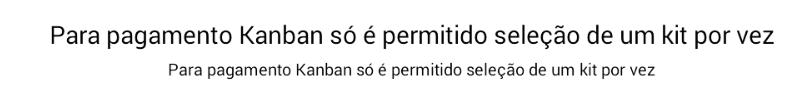 Para pagamento Kanban só é permitido seleção de um kit por vez
Para pagamento Kanban só é permitido seleção de um kit por vez